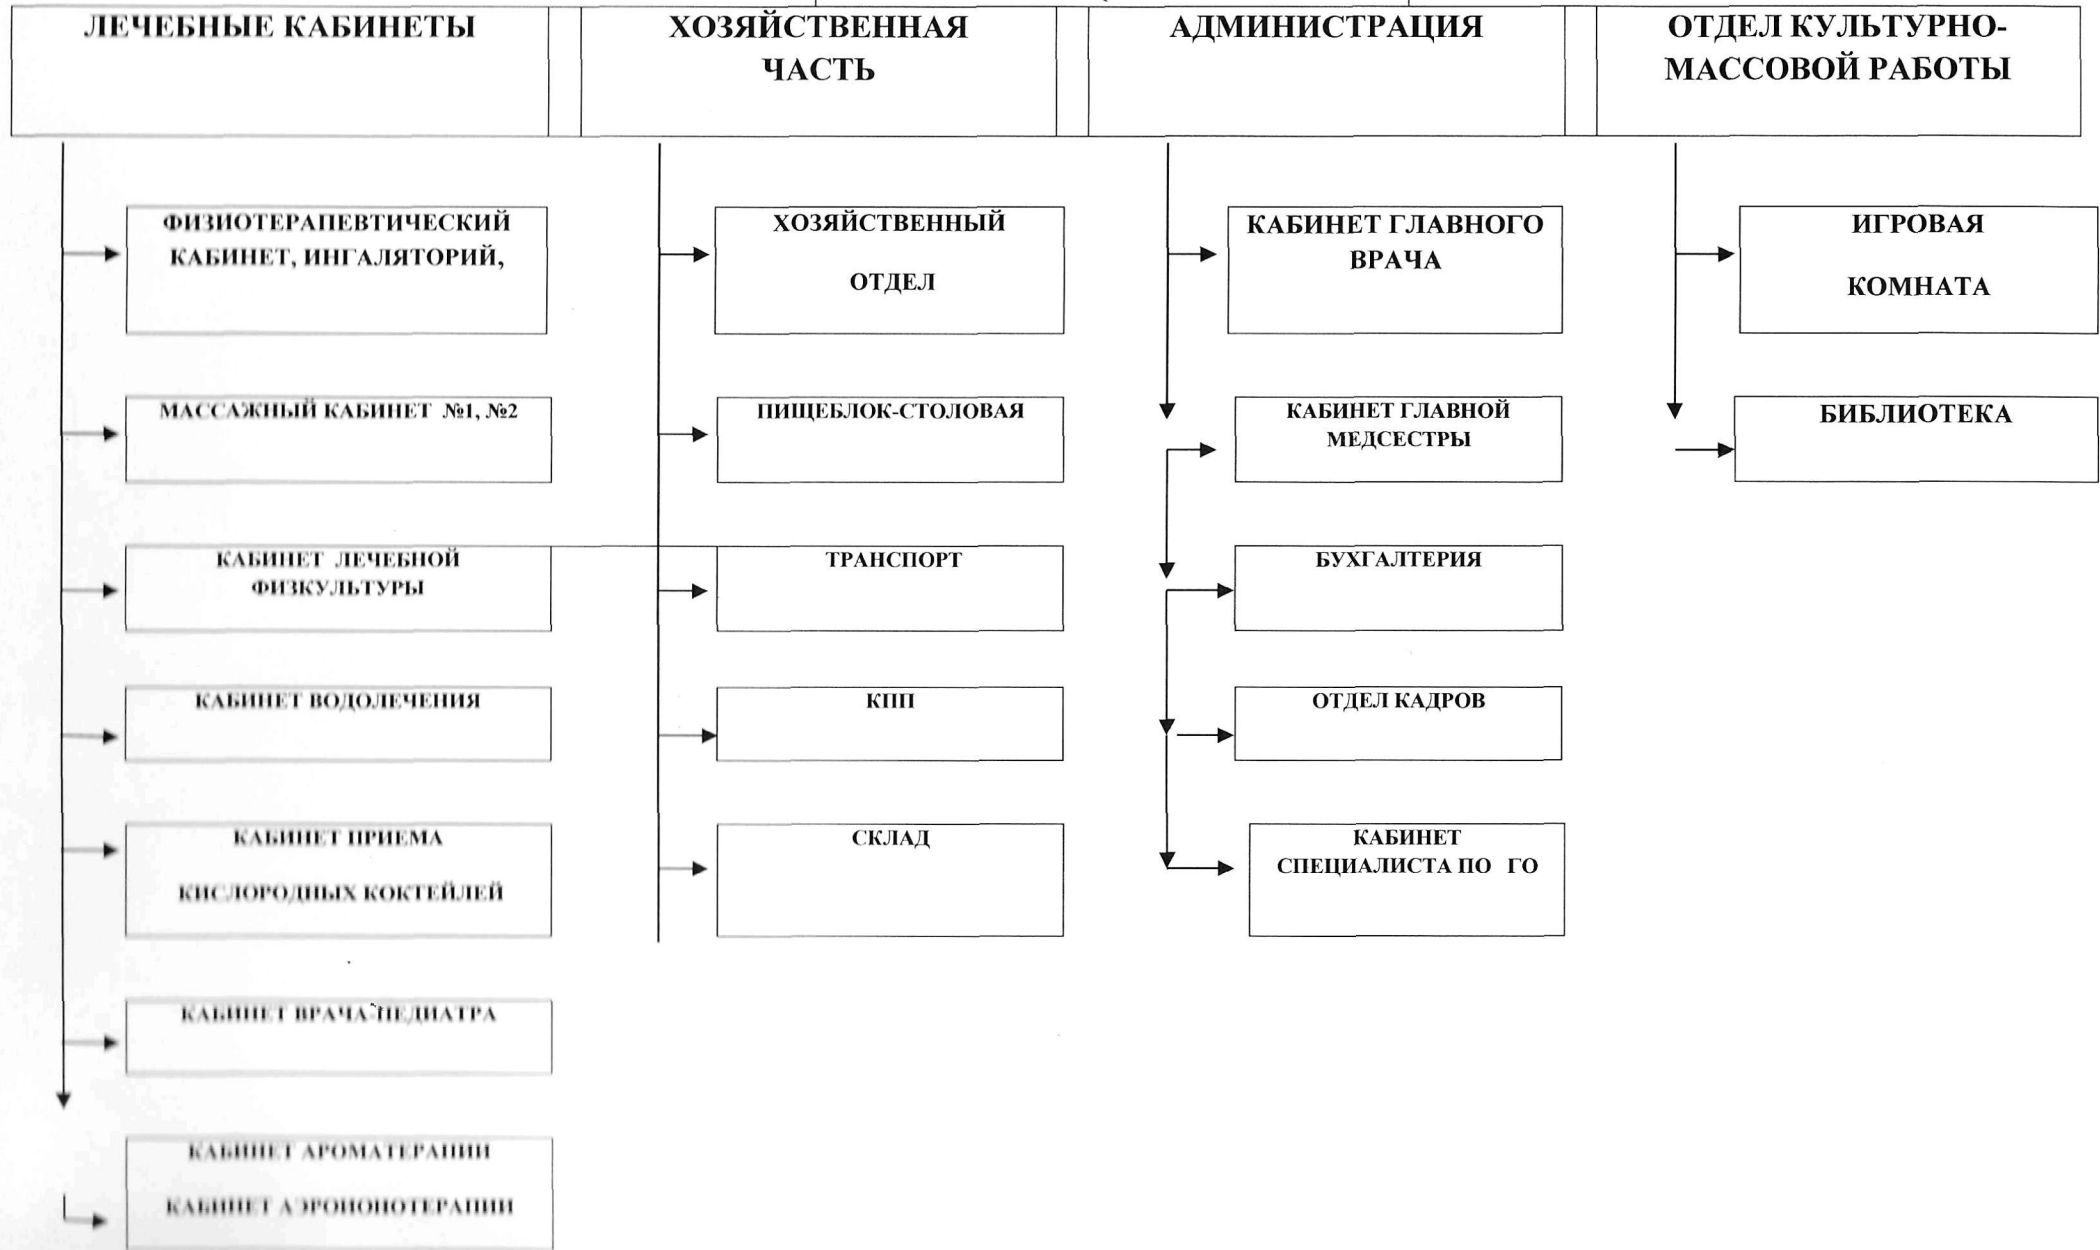 ЛЕЧЕБНЫЕ КАБИНЕТЫ
ХОЗЯЙСТВЕННАЯ
ЧАСТЬ
АДМИНИСТРАЦИЯ
ОТДЕЛ КУЛЬТУРНО-
МАССОВОЙ РАБОТЫ
ФИЗИОТЕРАПЕВТИЧЕСКИЙ
КАБИНЕТ, ИНГАЛЯТОРИЙ,
МАССАЖНЫЙ КАБИНЕТ №1, №2
КАБИНЕТ ЛЕЧЕБНОЙ
ФИЗКУЛЬТУРЫ
КАБИНЕТ ВОДОЛЕЧЕНИЯ
КАБИНЕТ ПРИЕМА
КИСЛОРОДНЫХ КОКТЕЙЛЕЙ
КАБИНЕТ ВРАЧА-ПЕДИАТРА
КАБИНЕТ АРОМАТЕРАПИИ
КАБИНЕТ АЭРОИОНОТЕРАПИИ
ХОЗЯЙСТВЕННЫЙ
ОТДЕЛ
ПИЩЕБЛОК-СТОЛОВАЯ
ТРАНСПОРТ
КПП
СКЛАД
КАБИНЕТ ГЛАВНОГО
ВРАЧА
КАБИНЕТ ГЛАВНОЙ
МЕДСЕСТРЫ
БУХГАЛТЕРИЯ
ОТДЕЛ КАДРОВ
КАБИНЕТ
СПЕЦИАЛИСТА ПО ГО
ИГРОВАЯ
КОМНАТА
БИБЛИОТЕКА